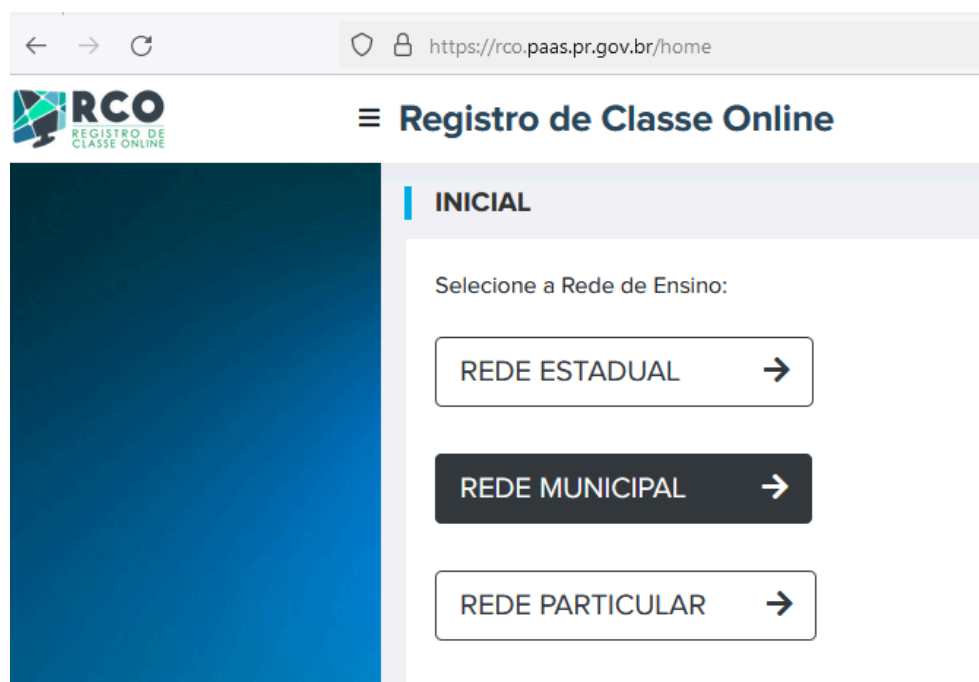 https://rco.paas.pr.gov.br/home
RCO
REGISTRO DE
CLASSE ONLINE
Registro de Classe Online
INICIAL
Selecione a Rede de Ensino:
REDE ESTADUAL
REDE MUNICIPAL
REDE PARTICULAR